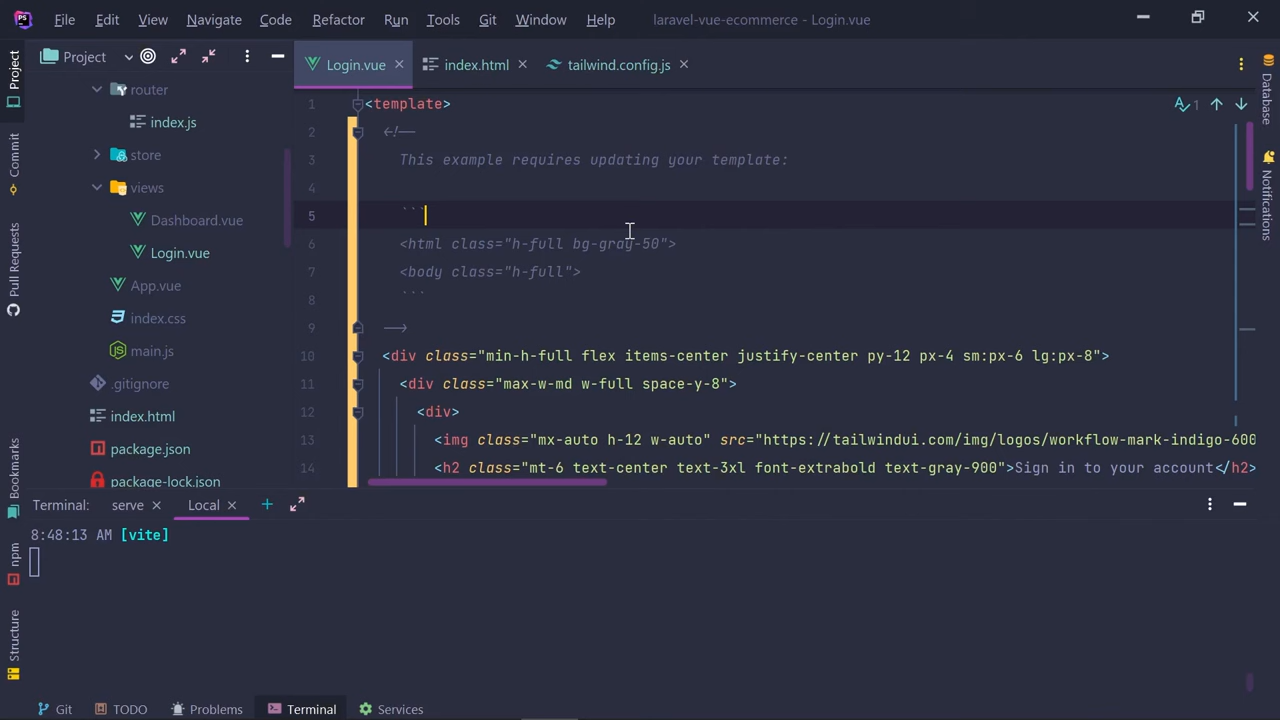 File Edit View Navigate Code Refactor Run Tools Git Window Help laravel-vue-ecommerce - Login.vue
Project
Login.vue index.html tailwind.config.js
Project
Commit
Pull Requests
Bookmarks
npm
Structure
router
index.js
store
views
Dashboard.vue
Login.vue
App.vue
index.css
main.js
.gitignore
index.html
package.json
package-lock.json
1 <template>
2 <!--
3 This example requires updating your template:
4
5 ```
6 <html class="h-full bg-gray-50">
7 <body class="h-full">
8 ```
9 -->
10 <div class="min-h-full flex items-center justify-center py-12 px-4 sm:px-6 lg:px-8">
11 <div class="max-w-md w-full space-y-8">
12 <div>
13 <img class="mx-auto h-12 w-auto" src="https://tailwindui.com/img/logos/workflow-mark-indigo-600
14 <h2 class="mt-6 text-center text-3xl font-extrabold text-gray-900">Sign in to your account</h2>
1
Database
Notifications
Terminal: serve Local
8:48:13 AM [vite]
Git TODO Problems Terminal Services